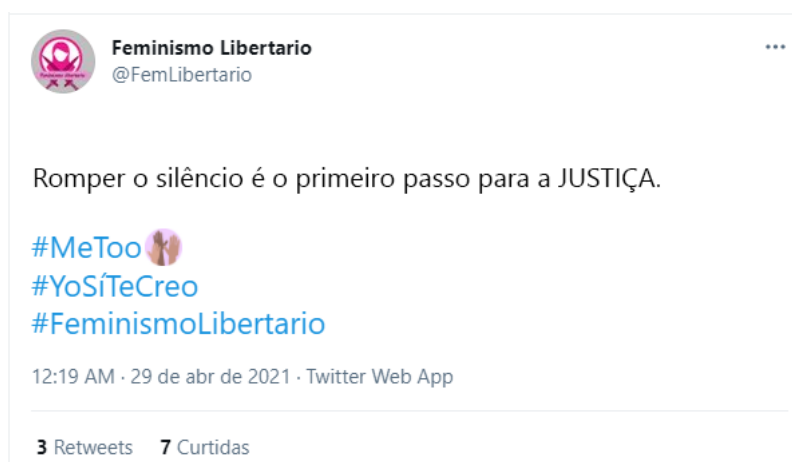 Feminismo Libertario
@FemLibertario
Romper o silêncio é o primeiro passo para a JUSTIÇA.
#MeToo
#YoSíTeCreo
#FeminismoLibertario
12:19 AM · 29 de abr de 2021 · Twitter Web App
3 Retweets 7 Curtidas